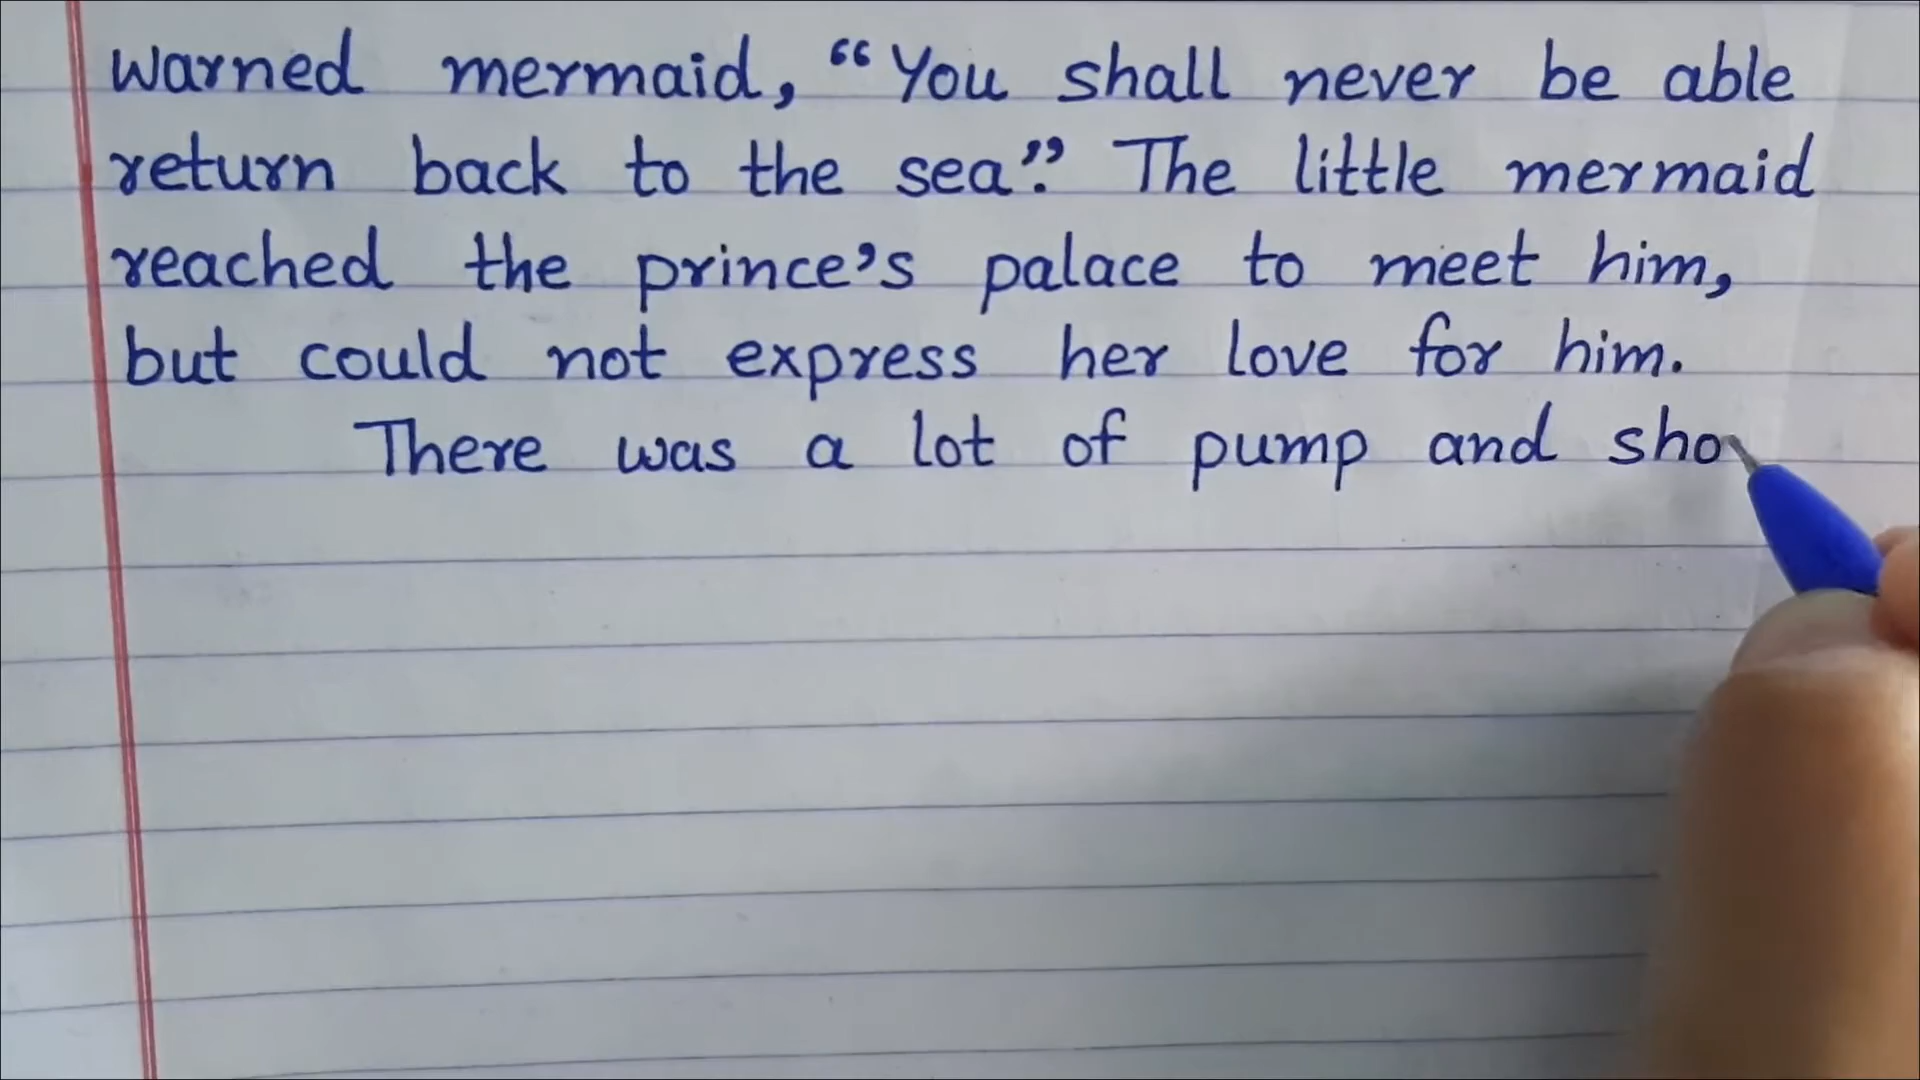 warned mermaid, “You shall never be able
return back to the sea”. The little mermaid
reached the prince’s palace to meet him,
but could not express her love for him.
There was a lot of pump and sho